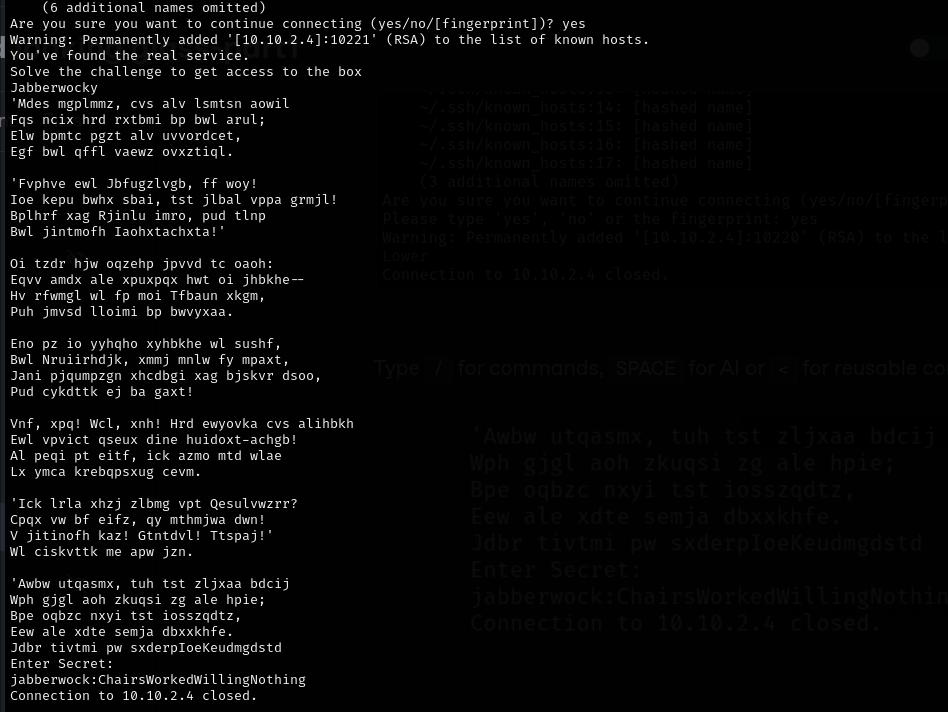 (6 additional names omitted)
Are you sure you want to continue connecting (yes/no/[fingerprint])? yes
Warning: Permanently added '[10.10.2.4]:10221' (RSA) to the list of known hosts.
You've found the real service.
Solve the challenge to get access to the box
Jabberwocky
'Mdes mgplmmz, cvs alv lsmtsn aowil
Fqs ncix hrd rxtbmi bp bwl arul;
Elw bpmtc pgzt alv uvvordcet,
Egf bwl qffl vaewz ovxztiql.
'Fvphve ewl Jbfugzlvgb, ff woy!
Ioe kepu bwhx sbai, tst jlbal vppa grmjl!
Bplhrf xag Rjinlu imro, pud tlnp
Bwl jintmofh Iaohxtachxta!'
Oi tzdr hjw oqzehp jpvvd tc oaoh:
Eqvv amdx ale xpuxpqx hwt oi jhbkhe--
Hv rfwmgl wl fp moi Tfbaun xkgm,
Puh jmvsd lloimi bp bwvyxaa.
Eno pz io yyhqho xyhbkhe wl sushf,
Bwl Nruiirhdjk, xmmj mnlw fy mpaxt,
Jani pjqumpzgn xhcdbgi xag bjskvr dsoo,
Pud cykdttk ej ba gaxt!
Vnf, xpq! Wcl, xnh! Hrd ewyovka cvs alihbkh
Ewl vpvict qseux dine huidoxt-achgb!
Al peqi pt eitf, ick azmo mtd wlae
Lx ymca krebqpsxug cevm.
'Ick lrla xhzj zlbmg vpt Qesulvwzrr?
Cpqx vw bf eifz, qy mthmjwa dwn!
V jitinofh kaz! Gtntdvl! Ttspaj!'
Wl ciskvttk me apw jzn.
'Awbw utqasmx, tuh tst zljxaa bdcij
Wph gjgl aoh zkuqsi zg ale hpie;
Bpe oqbzc nxyi tst iosszqdtz,
Eew ale xdte semja dbxxkhfe.
Jdbr tivtmi pw sxderpIoeKeudmgdstd
Enter Secret:
jabberwock:ChairsWorkedWillingNothing
Connection to 10.10.2.4 closed.
~/.ssh/known_hosts:14: [hashed name]
~/.ssh/known_hosts:15: [hashed name]
~/.ssh/known_hosts:16: [hashed name]
~/.ssh/known_hosts:17: [hashed name]
(3 additional names omitted)
Are you sure you want to continue connecting (yes/no/[fingerp
Please type 'yes', 'no' or the fingerprint: yes
Warning: Permanently added '[10.10.2.4]:10220' (RSA) to the l
Lower
Connection to 10.10.2.4 closed.
Type / for commands, SPACE for AI or < for reusable co
'Awbw utqasmx, tuh tst zljxaa bdcij
Wph gjgl aoh zkuqsi zg ale hpie;
Bpe oqbzc nxyi tst iosszqdtz,
Eew ale xdte semja dbxxkhfe.
Jdbr tivtmi pw sxderpIoeKeudmgdstd
Enter Secret:
jabberwock:ChairsWorkedWillingNothin
Connection to 10.10.2.4 closed.